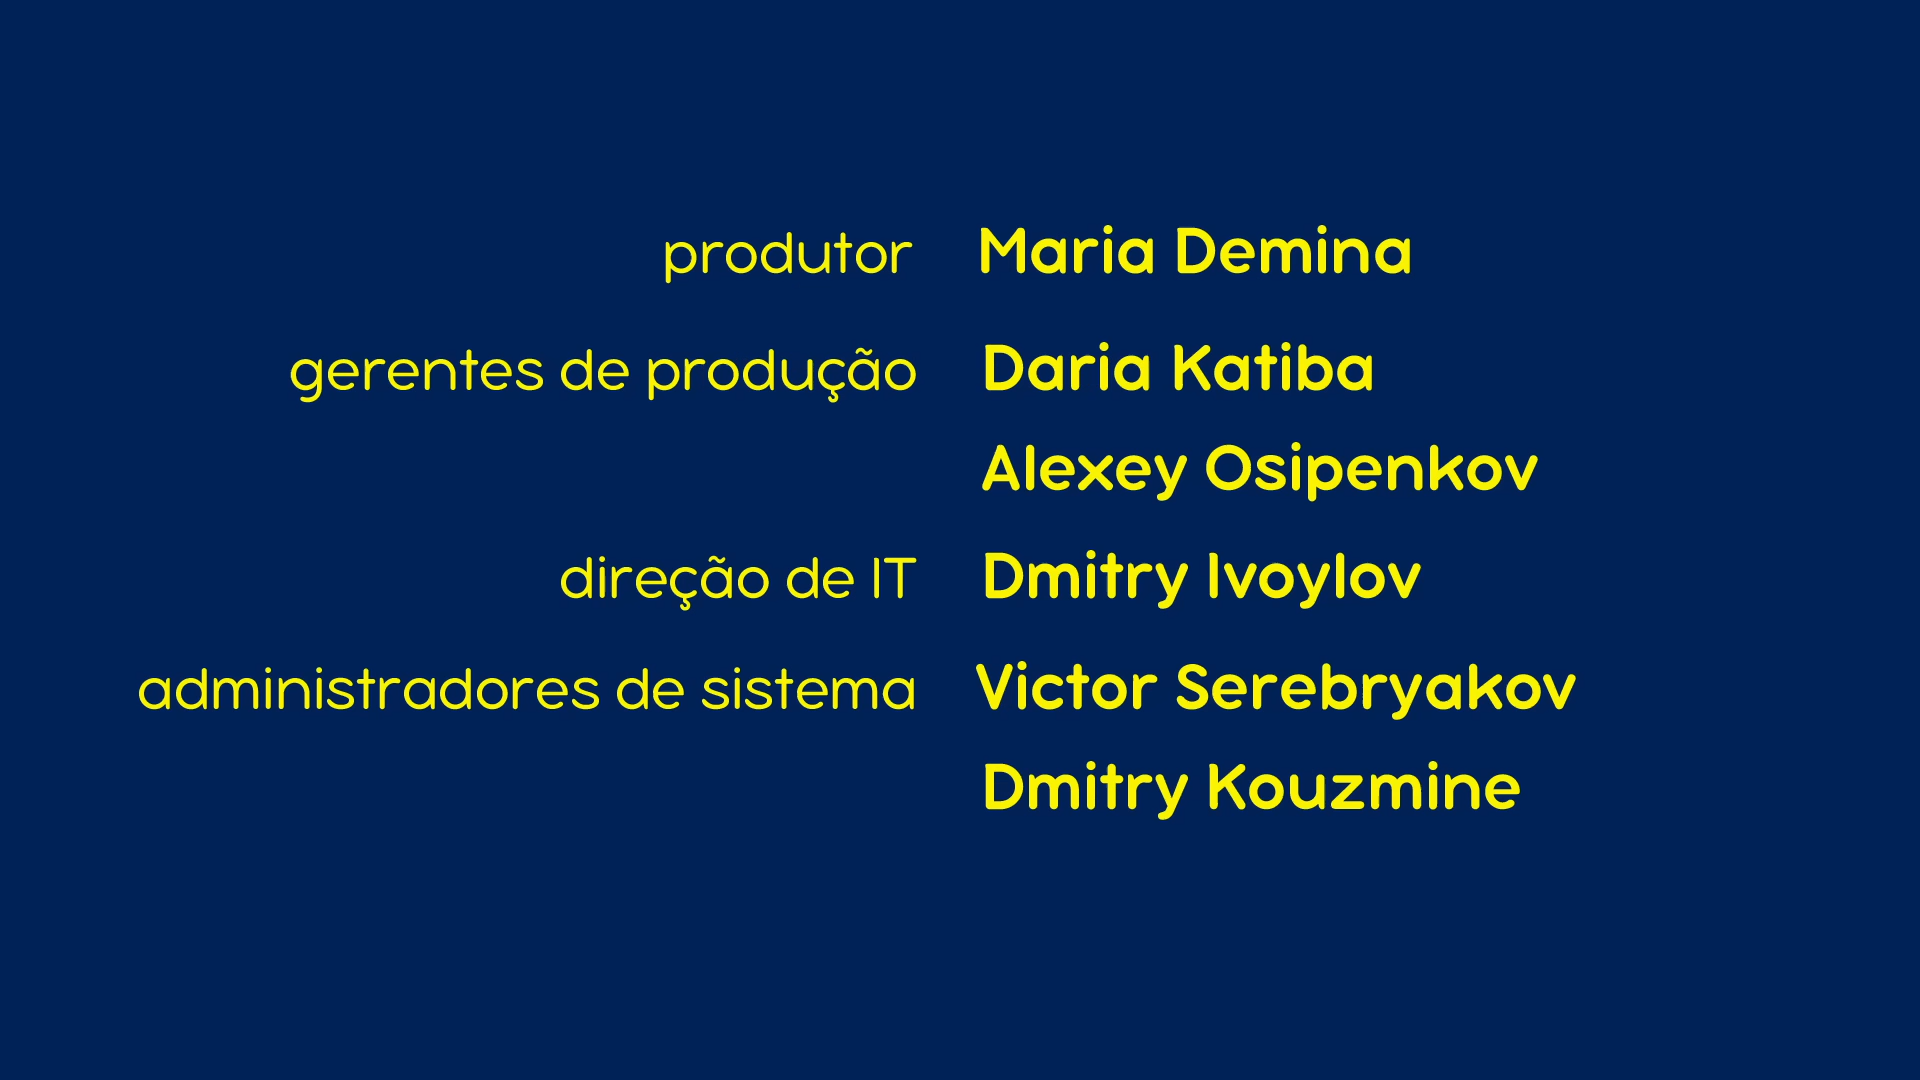 produtor Maria Demina
gerentes de produção Daria Katiba
Alexey Osipenkov
direção de IT Dmitry Ivoylov
administradores de sistema Victor Serebryakov
Dmitry Kouzmine